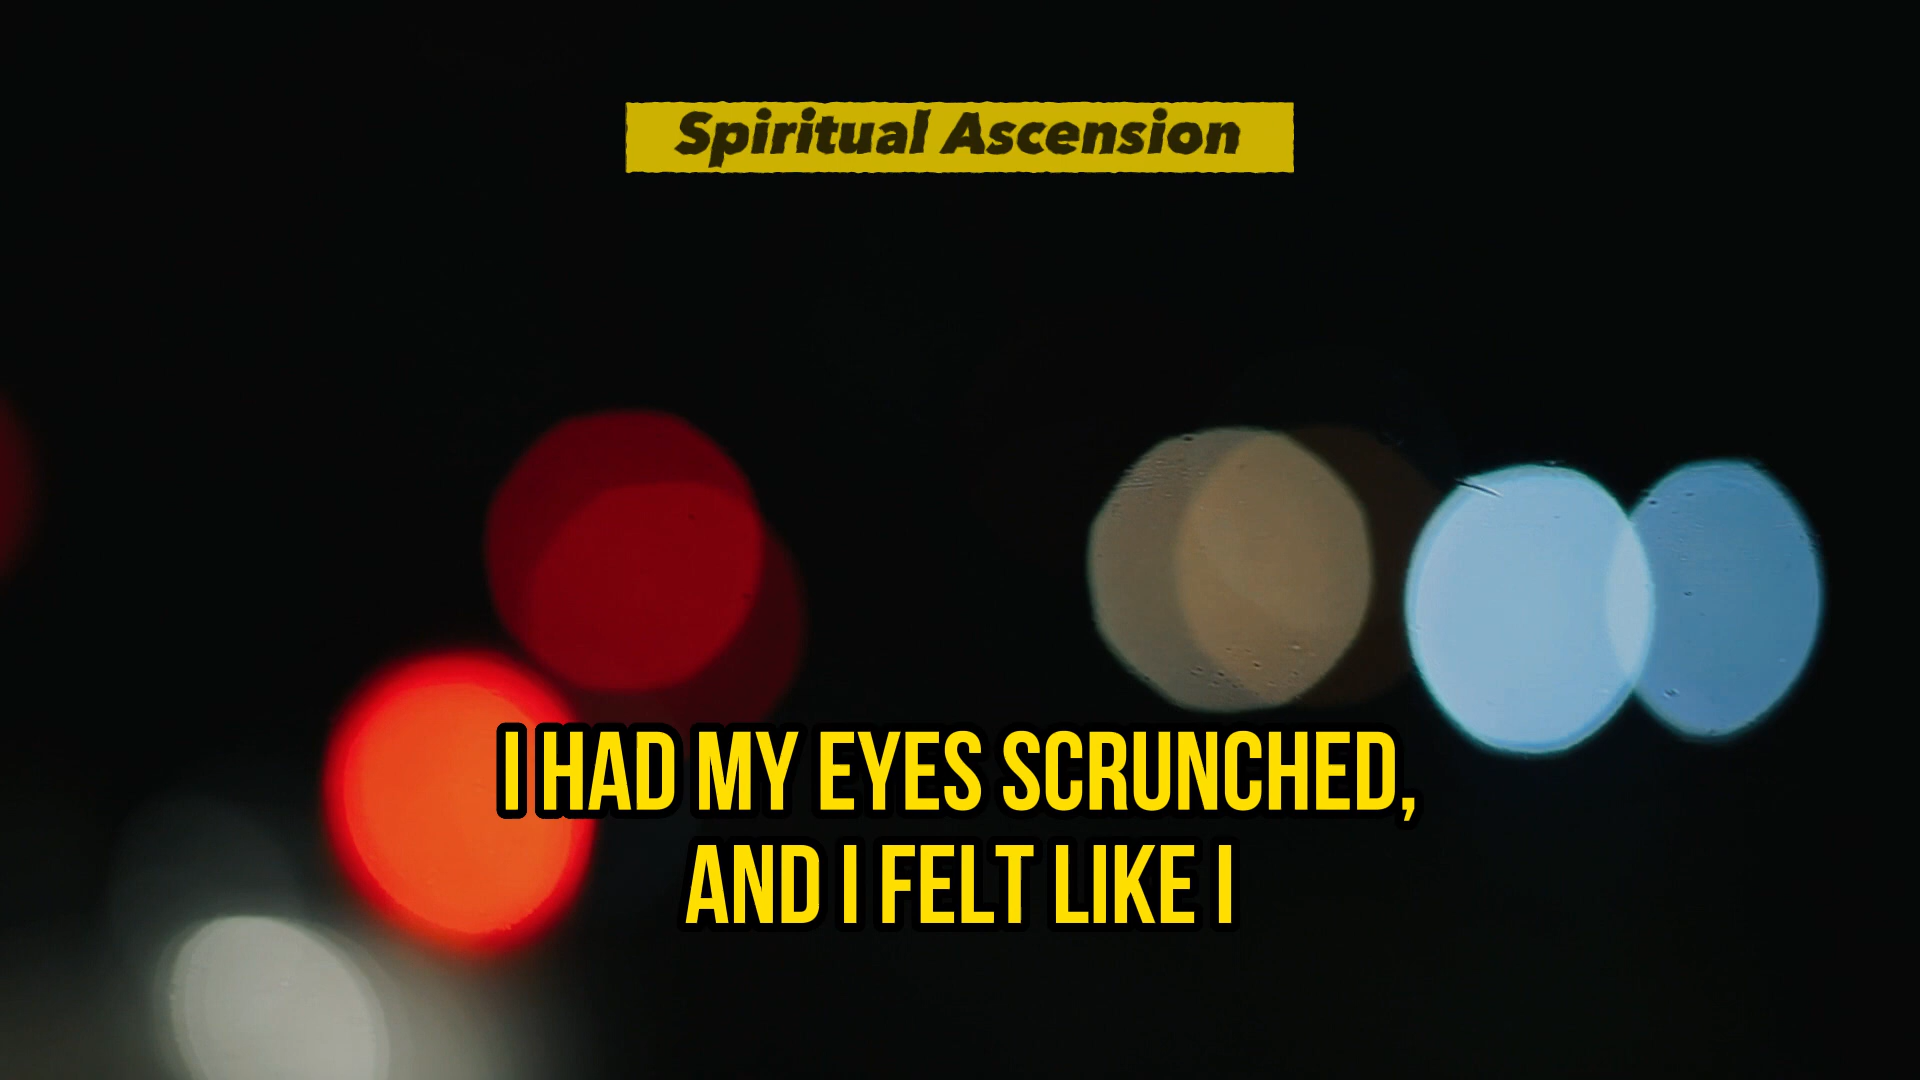 Spiritual Ascension
I HAD MY EYES SCRUNCHED,
AND I FELT LIKE I